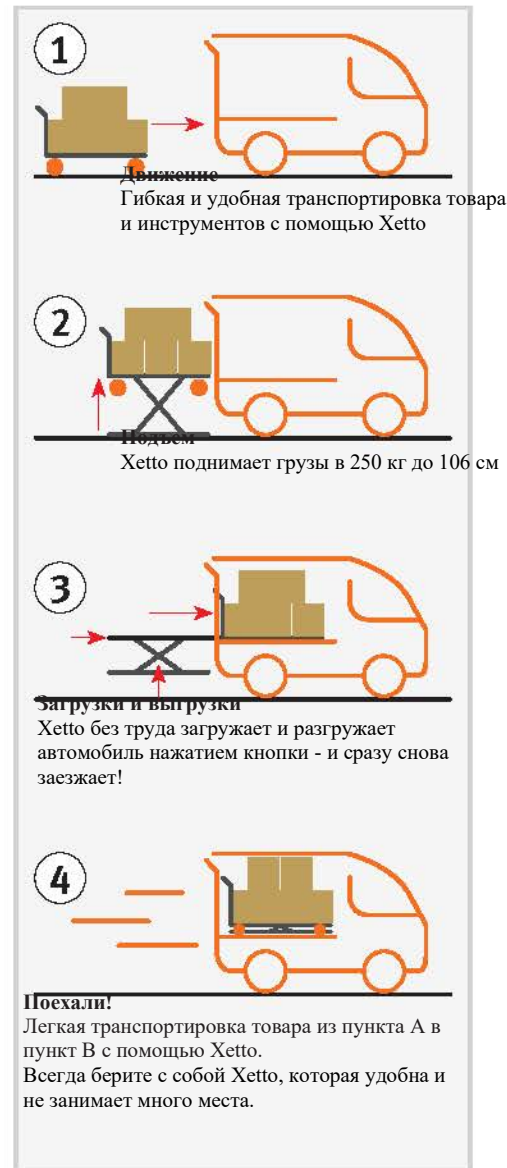 1
Движение
Гибкая и удобная транспортировка товара
и инструментов с помощью Xetto
2
Подъем
Xetto поднимает грузы в 250 кг до 106 см
3
Загрузки и выгрузки
Xetto без труда загружает и разгружает
автомобиль нажатием кнопки - и сразу снова
заезжает!
4
Поехали!
Легкая транспортировка товара из пункта А в
пункт В с помощью Xetto.
Всегда берите с собой Xetto, которая удобна и
не занимает много места.